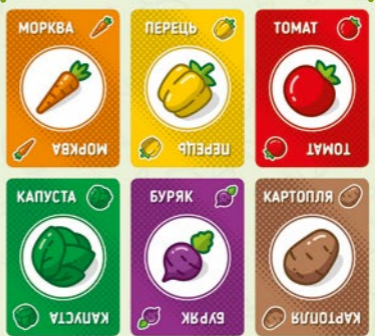 МОРКВА
ПЕРЕЦЬ
ТОМАТ
МОРКВА
ПЕРЕЦЬ
ТОМАТ
КАПУСТА
БУРЯК
КАРТОПЛЯ
КАПУСТА
БУРЯК
КАРТОПЛЯ